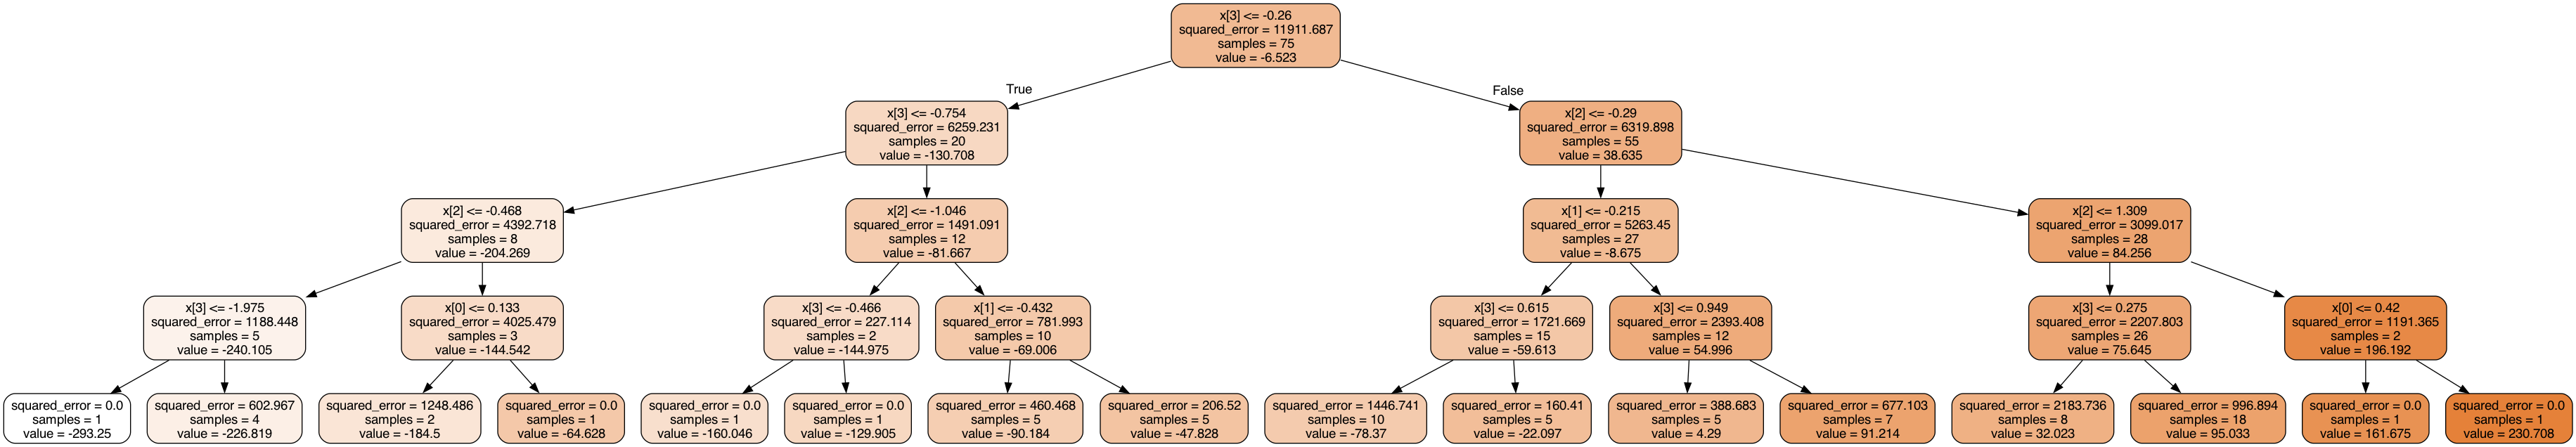 x[3] <= -0.26
squared_error = 11911.687
samples = 75
value = -6.523
True
False
x[3] <= -0.754
squared_error = 6259.231
samples = 20
value = -130.708
x[2] <= -0.29
squared_error = 6319.898
samples = 55
value = 38.635
x[2] <= -0.468
squared_error = 4392.718
samples = 8
value = -204.269
x[2] <= -1.046
squared_error = 1491.091
samples = 12
value = -81.667
x[1] <= -0.215
squared_error = 5263.45
samples = 27
value = -8.675
x[2] <= 1.309
squared_error = 3099.017
samples = 28
value = 84.256
x[3] <= -1.975
squared_error = 1188.448
samples = 5
value = -240.105
x[0] <= 0.133
squared_error = 4025.479
samples = 3
value = -144.542
x[3] <= -0.466
squared_error = 227.114
samples = 2
value = -144.975
x[1] <= -0.432
squared_error = 781.993
samples = 10
value = -69.006
x[3] <= 0.615
squared_error = 1721.669
samples = 15
value = -59.613
x[3] <= 0.949
squared_error = 2393.408
samples = 12
value = 54.996
x[3] <= 0.275
squared_error = 2207.803
samples = 26
value = 75.645
x[0] <= 0.42
squared_error = 1191.365
samples = 2
value = 196.192
squared_error = 0.0
samples = 1
value = -293.25
squared_error = 602.967
samples = 4
value = -226.819
squared_error = 1248.486
samples = 2
value = -184.5
squared_error = 0.0
samples = 1
value = -64.628
squared_error = 0.0
samples = 1
value = -160.046
squared_error = 0.0
samples = 1
value = -129.905
squared_error = 460.468
samples = 5
value = -90.184
squared_error = 206.52
samples = 5
value = -47.828
squared_error = 1446.741
samples = 10
value = -78.37
squared_error = 160.41
samples = 5
value = -22.097
squared_error = 388.683
samples = 5
value = 4.29
squared_error = 677.103
samples = 7
value = 91.214
squared_error = 2183.736
samples = 8
value = 32.023
squared_error = 996.894
samples = 18
value = 95.033
squared_error = 0.0
samples = 1
value = 161.675
squared_error = 0.0
samples = 1
value = 230.708